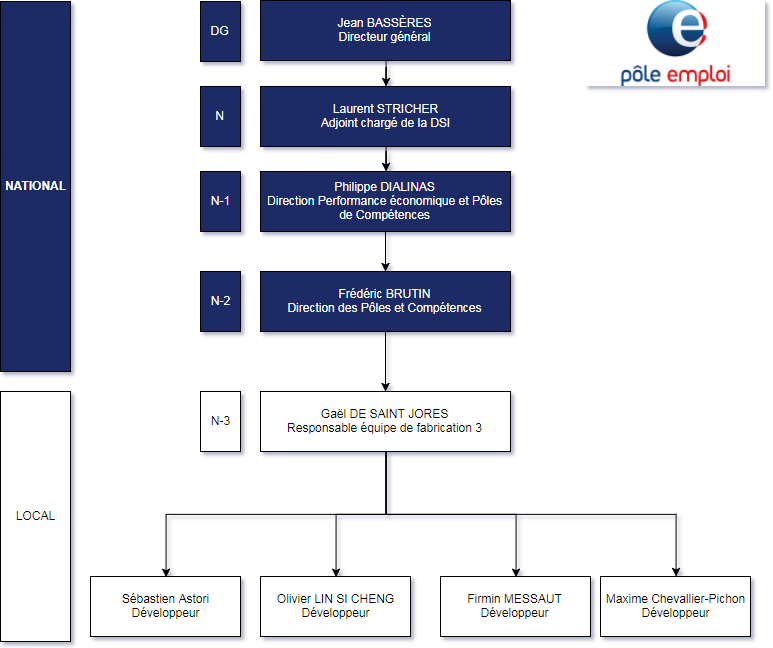 DG
Jean BASSÈRES
Directeur général
pôle emploi
N
Laurent STRICHER
Adjoint chargé de la DSI
NATIONAL
N-1
Philippe DIALINAS
Direction Performance économique et Pôles
de Compétences
N-2
Frédéric BRUTIN
Direction des Pôles et Compétences
N-3
Gaël DE SAINT JORES
Responsable équipe de fabrication 3
LOCAL
Sébastien Astori
Développeur
Olivier LIN SI CHENG
Développeur
Firmin MESSAUT
Développeur
Maxime Chevallier-Pichon
Développeur